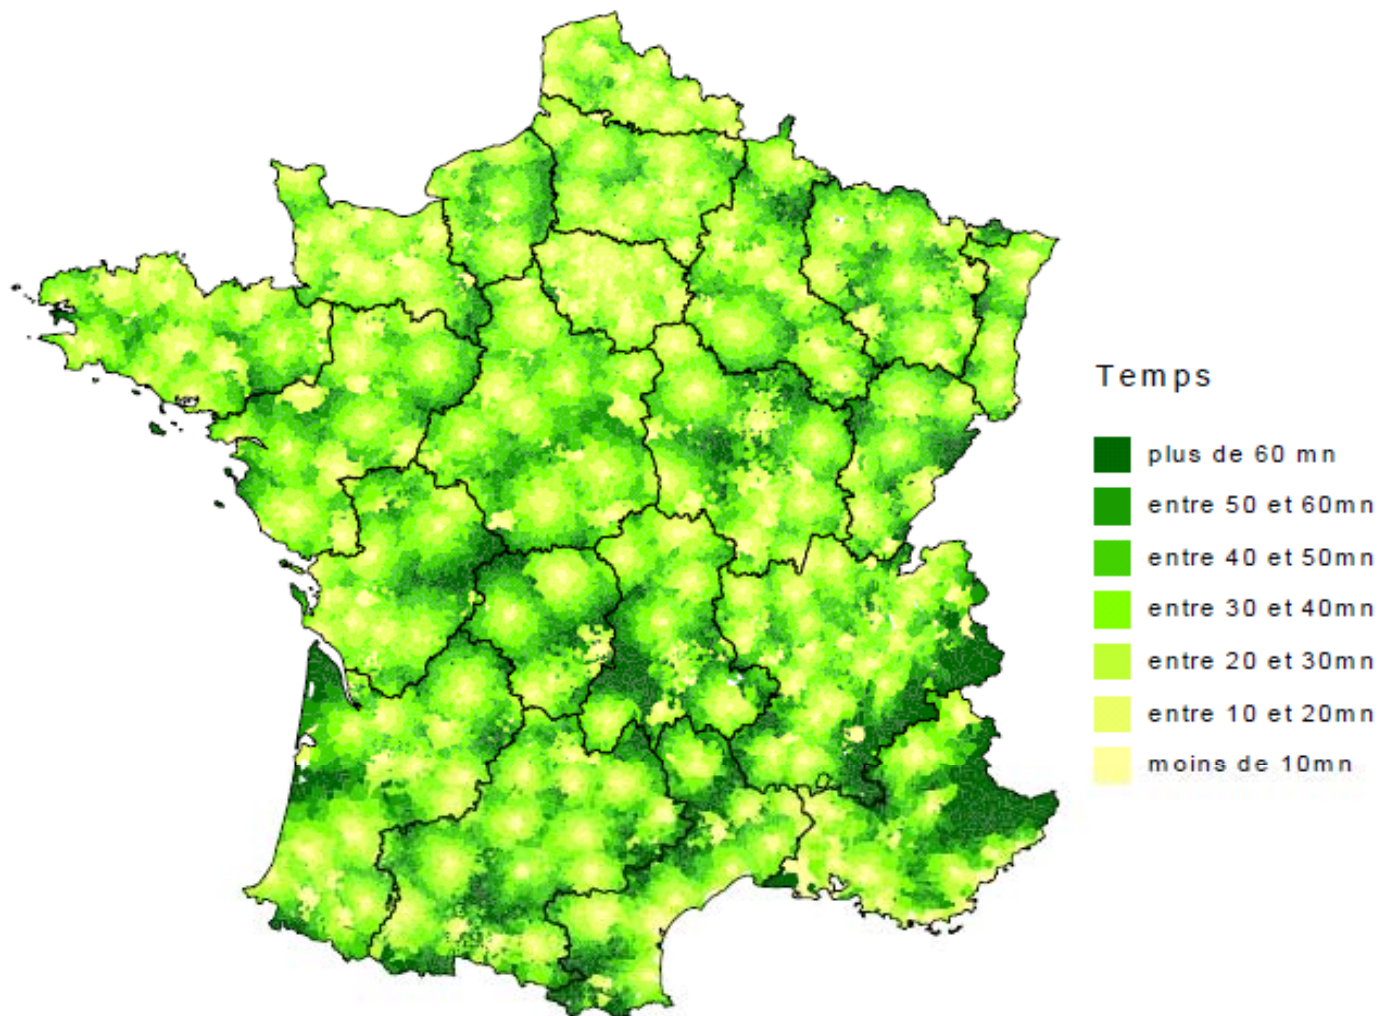 Temps
plus de 60 mn
entre 50 et 60mn
entre 40 et 50mn
entre 30 et 40mn
entre 20 et 30mn
entre 10 et 20mn
moins de 10mn